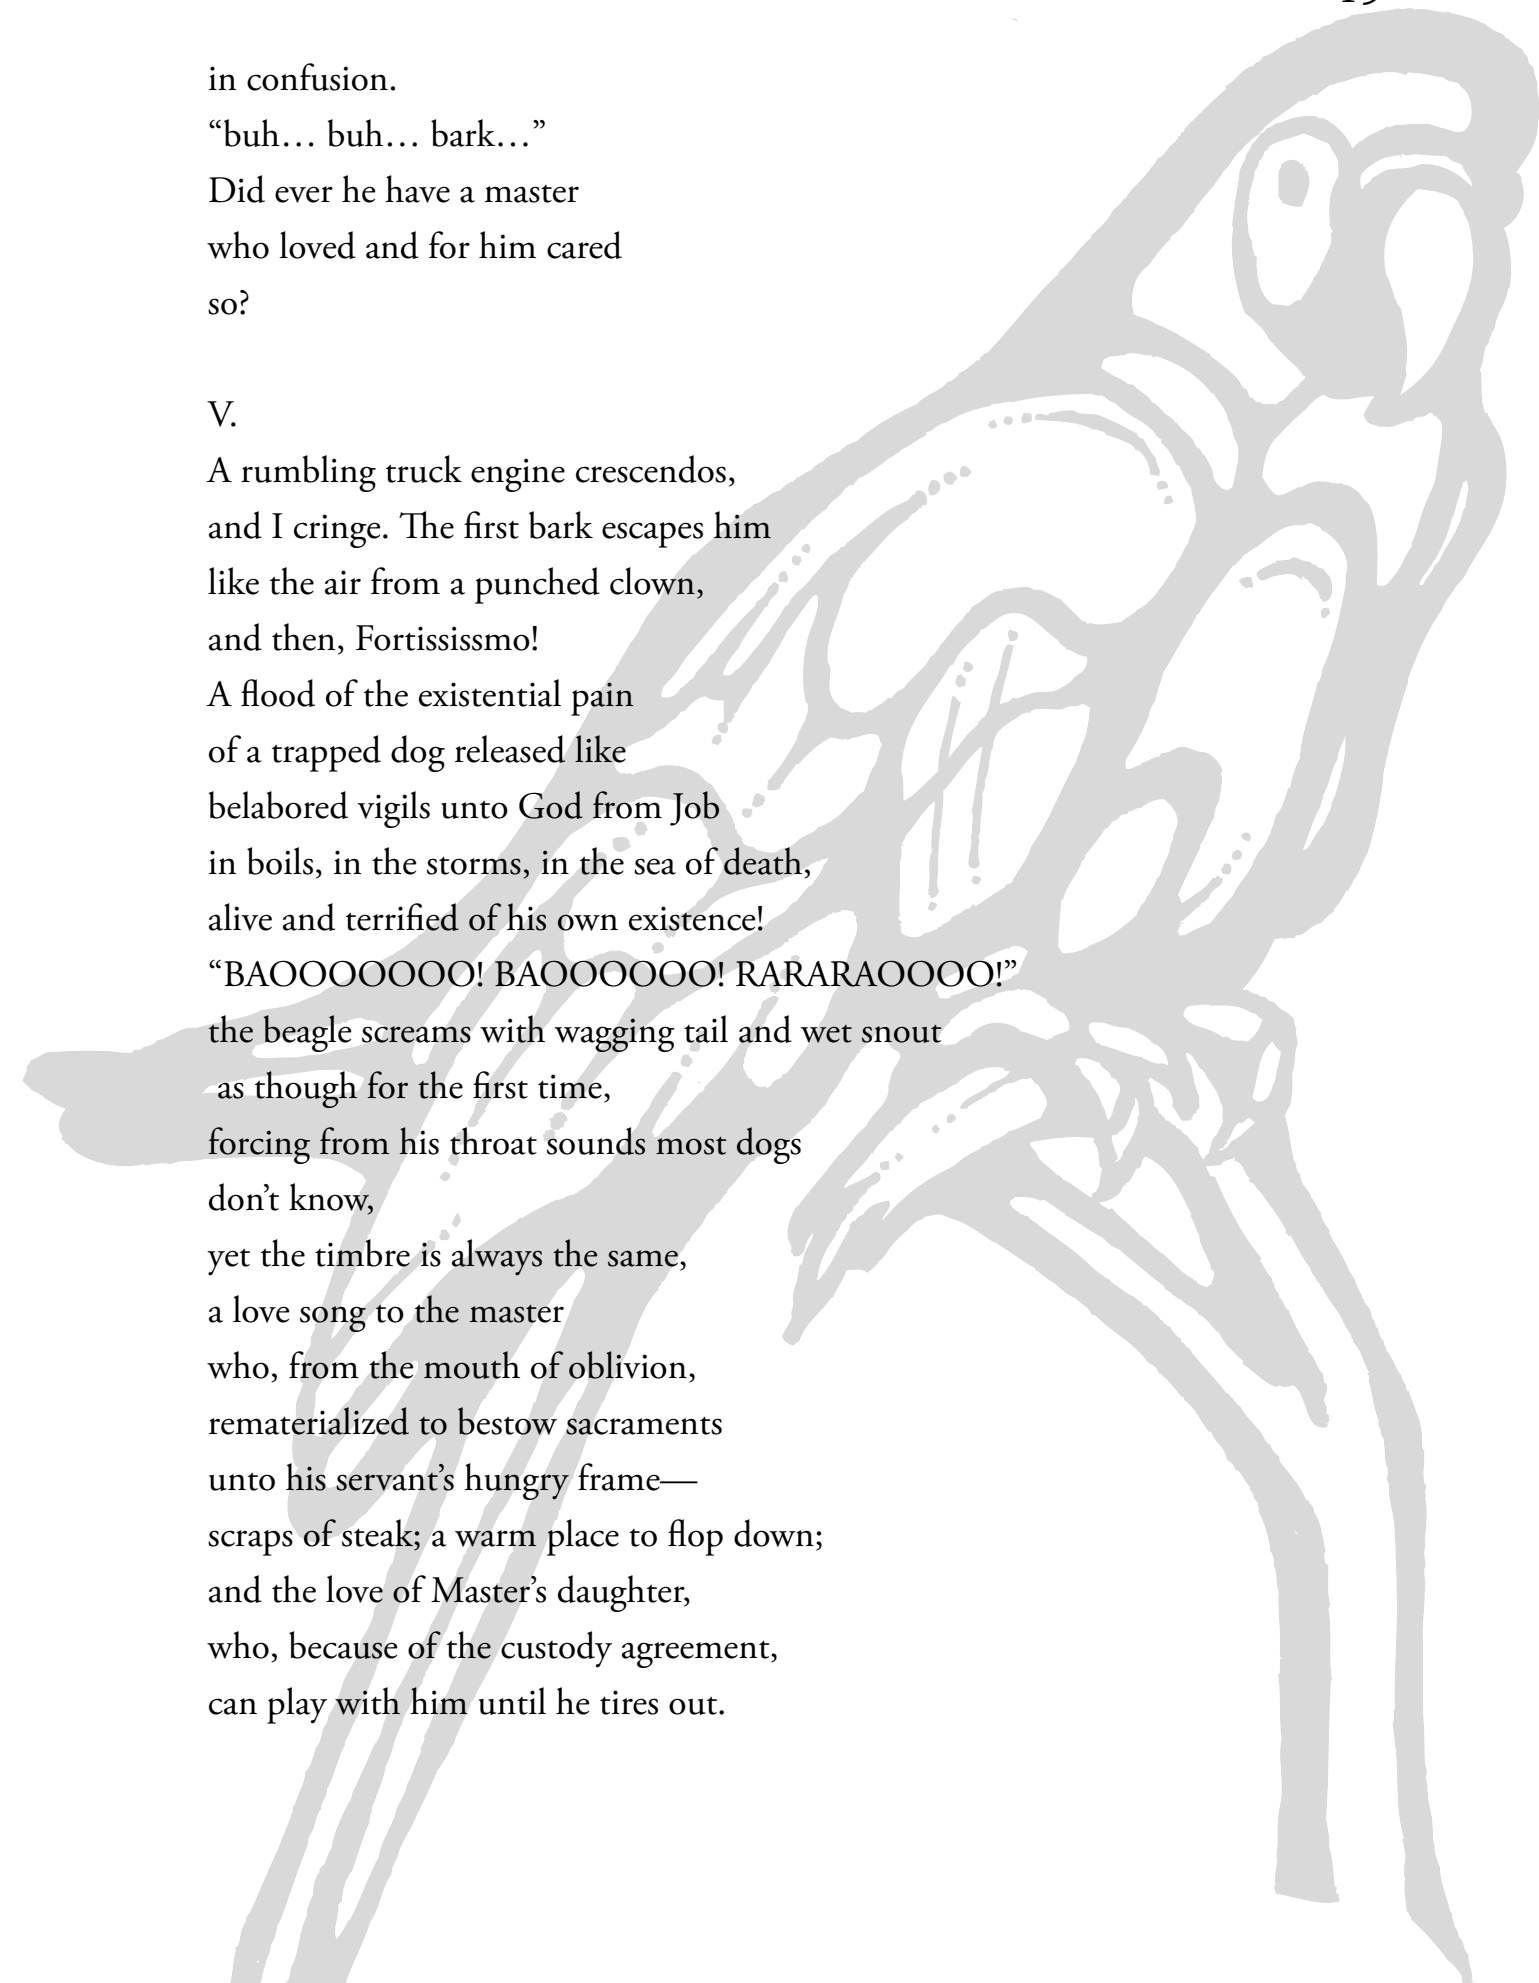 in confusion.
“buh… buh… bark…”
Did ever he have a master
who loved and for him cared
so?
V.
A rumbling truck engine crescendos,
and I cringe. The first bark escapes him
like the air from a punched clown,
and then, Fortississmo!
A flood of the existential pain
of a trapped dog released like
belabored vigils unto God from Job
in boils, in the storms, in the sea of death,
alive and terrified of his own existence!
“BAOOOOOOO! BAOOOOOO! RARARAOOOO!”
the beagle screams with wagging tail and wet snout
as though for the first time,
forcing from his throat sounds most dogs
don’t know,
yet the timbre is always the same,
a love song to the master
who, from the mouth of oblivion,
rematerialized to bestow sacraments
unto his servant’s hungry frame—
scraps of steak; a warm place to flop down;
and the love of Master’s daughter,
who, because of the custody agreement,
can play with him until he tires out.